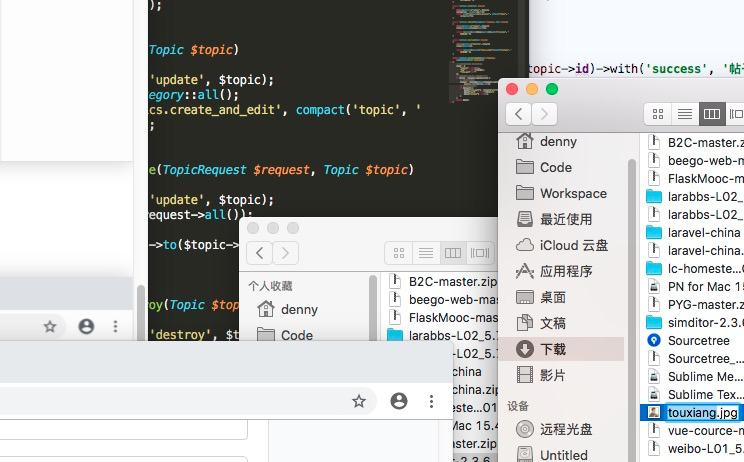 );
Topic $topic)
'update', $topic);
egory::all();
cs.create_and_edit', compact('topic', '
;
e(TopicRequest $request, Topic $topic)
'update', $topic);
request->all());
->to($topic->
roy(Topic $top
'destroy', $t
topic->id)->with('success', '帖
个人收藏
denny
Code
B2C-master.zip
beego-web-mas
FlaskMooc-mas
larabbs-L02_5.7
china
china.zip
este...01
Mac 15.4
ster.zip
r-2.3.6
denny
Code
Workspace
最近使用
iCloud 云盘
应用程序
桌面
文稿
下载
影片
设备
远程光盘
Untitled
B2C-master.z
beego-web-m
FlaskMooc-m
larabbs-L02_
larabbs-L02_5
laravel-china
laravel-china.
lc-homeste...
PN for Mac 15
PYG-master.z
simditor-2.3.6
Sourcetree
Sourcetree_...
Sublime Me...
Sublime Tex...
touxiang.jpg
vue-cource-m
weibo-L01_5